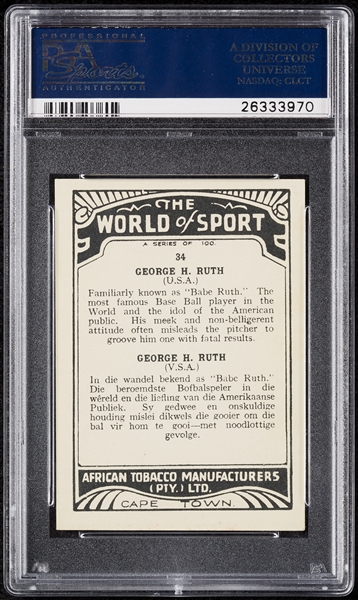 PROFESSIONAL
PSA
Sports
AUTHENTICATOR
A DIVISION OF
COLLECTORS
UNIVERSE
NASDAQ: CLCT
26333970
THE
WORLD of SPORT
A SERIES OF 100.
34
GEORGE H. RUTH
(U.S.A.)
Familiarly known as "Babe Ruth." The
most famous Base Ball player in the
World and the idol of the American
public. His meek and non-belligerent
attitude often misleads the pitcher to
groove him one with fatal results.
GEORGE H. RUTH
(V.S.A.)
In die wandel bekend as "Babe Ruth."
Die beroemdste Bofbalspeler in die
wêreld en die liefling van die Amerikaanse
Publiek. Sy gedwee en onskuldige
houding mislei dikwels die gooier om die
bal vir hom te gooi—met noodlottige
gevolge.
AFRICAN TOBACCO MANUFACTURERS
(PTY.) LTD.
CAPE TOWN.